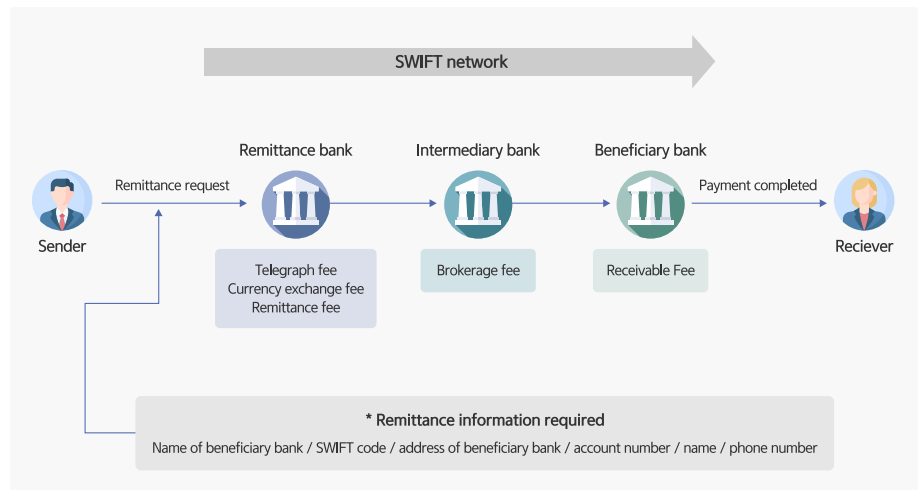 SWIFT network
Remittance bank
Intermediary bank
Beneficiary bank
Remittance request
Payment completed
Sender
Reciever
Telegraph fee
Currency exchange fee
Remittance fee
Brokerage fee
Receivable Fee
* Remittance information required
Name of beneficiary bank / SWIFT code / address of beneficiary bank / account number / name / phone number